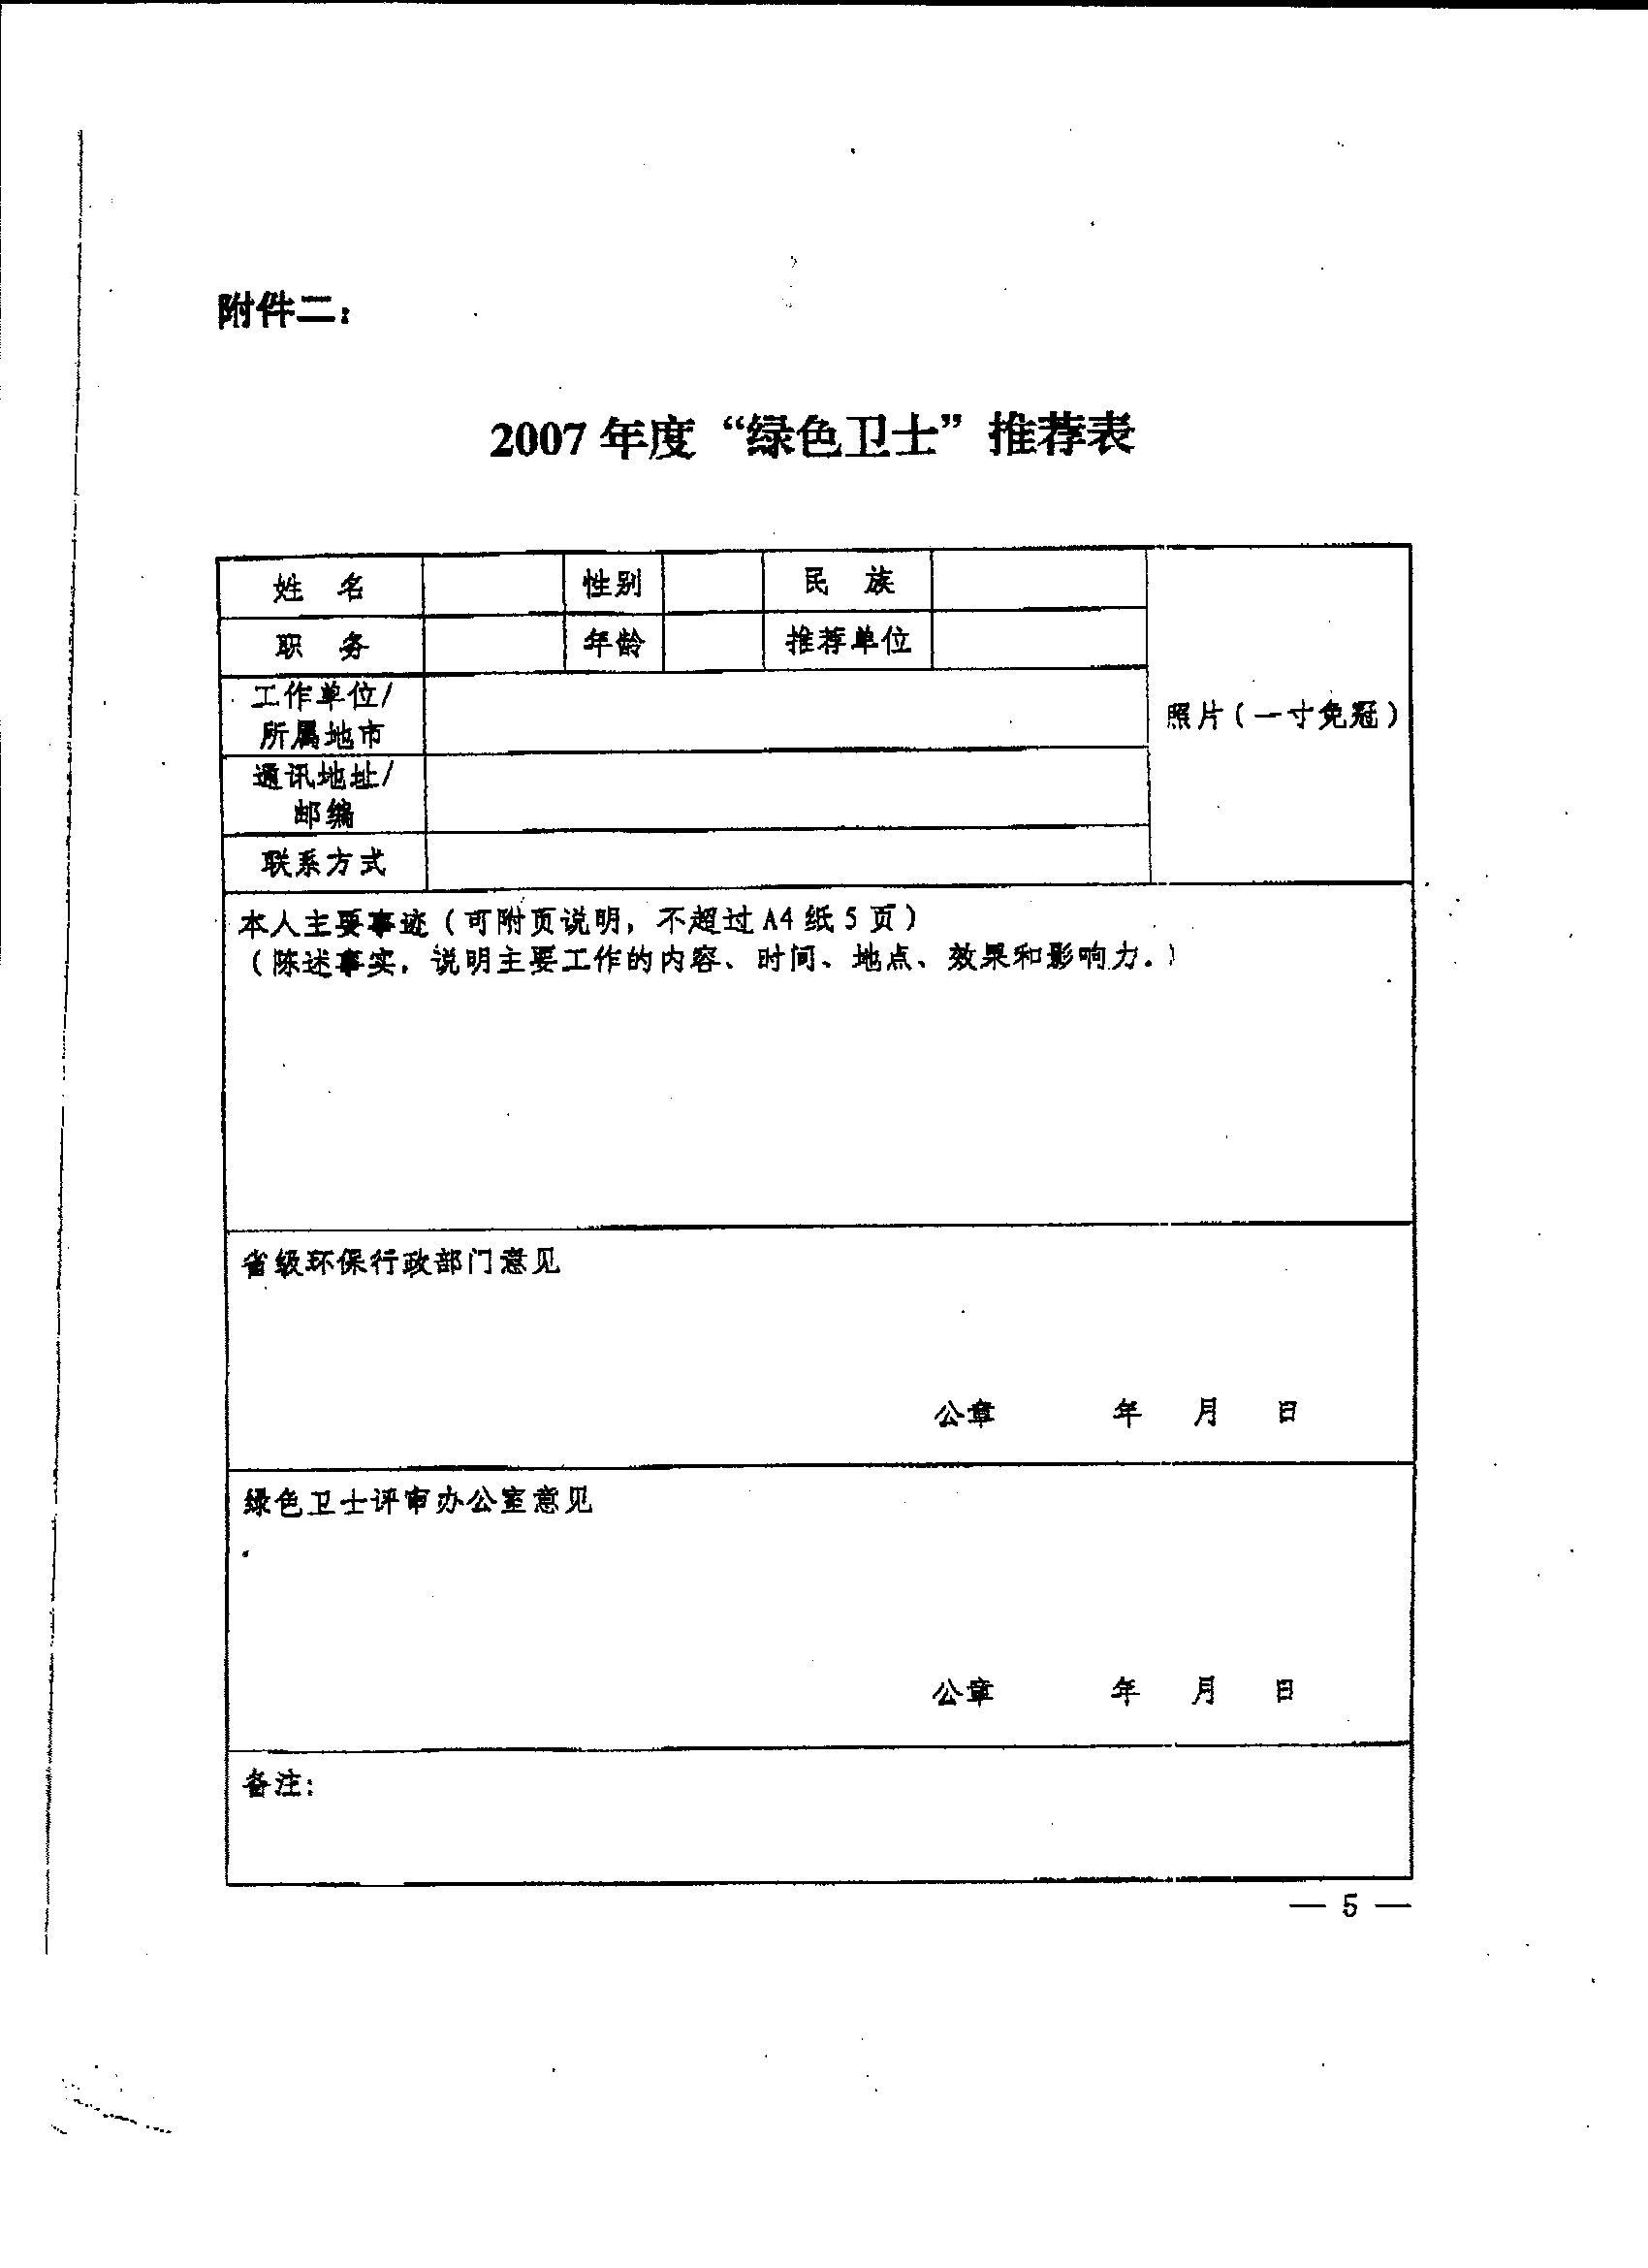 附件二：
2007 年度“绿色卫士”推荐表
姓 名 性别 民 族
职 务 年龄 推荐单位
工作单位/
所属地市
照片(一寸免冠)
通讯地址/
邮编
联系方式
本人主要事迹（可附页说明，不超过 A4 纸 5 页）
（陈述事实，说明主要工作的内容、时间、地点、效果和影响力。）
省级环保行政部门意见
公章 年 月 日
绿色卫士评审办公室意见
公章 年 月 日
备注:
— 5 —